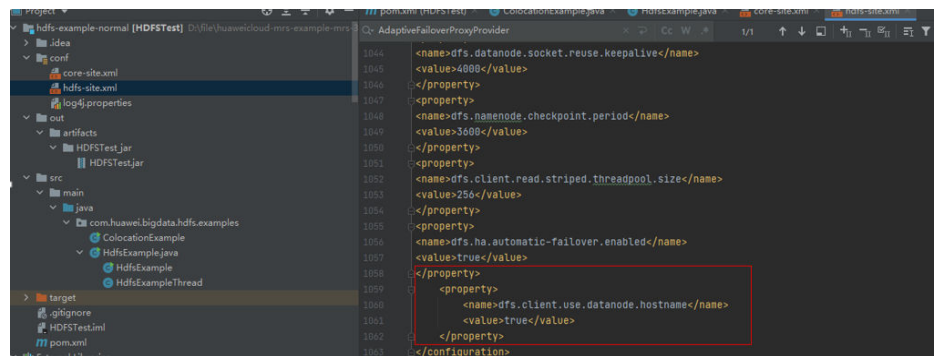 Project
pom.xml (HDFSTest)
ColocationExample.java
HdfsExample.java
core-site.xml
hdfs-site.xml
hdfs-example-normal [HDFSTest] D:\file\huaweicloud-mrs-example-mrs-3
AdaptiveFailoverProxyProvider
Cc W .*
1/1
.idea
conf
core-site.xml
hdfs-site.xml
log4j.properties
out
artifacts
HDFSTest_jar
HDFSTest.jar
src
main
java
com.huawei.bigdata.hdfs.examples
ColocationExample
HdfsExample.java
HdfsExample
HdfsExampleThread
target
.gitignore
HDFSTest.iml
pom.xml
1044 <name>dfs.datanode.socket.reuse.keepalive</name>
1045 <value>4000</value>
1046 </property>
1047 <property>
1048 <name>dfs.namenode.checkpoint.period</name>
1049 <value>3600</value>
1050 </property>
1051 <property>
1052 <name>dfs.client.read.striped.threadpool.size</name>
1053 <value>256</value>
1054 </property>
1055 <property>
1056 <name>dfs.ha.automatic-failover.enabled</name>
1057 <value>true</value>
1058 </property>
1059 <property>
1060 <name>dfs.client.use.datanode.hostname</name>
1061 <value>true</value>
1062 </property>
1063 </configuration>